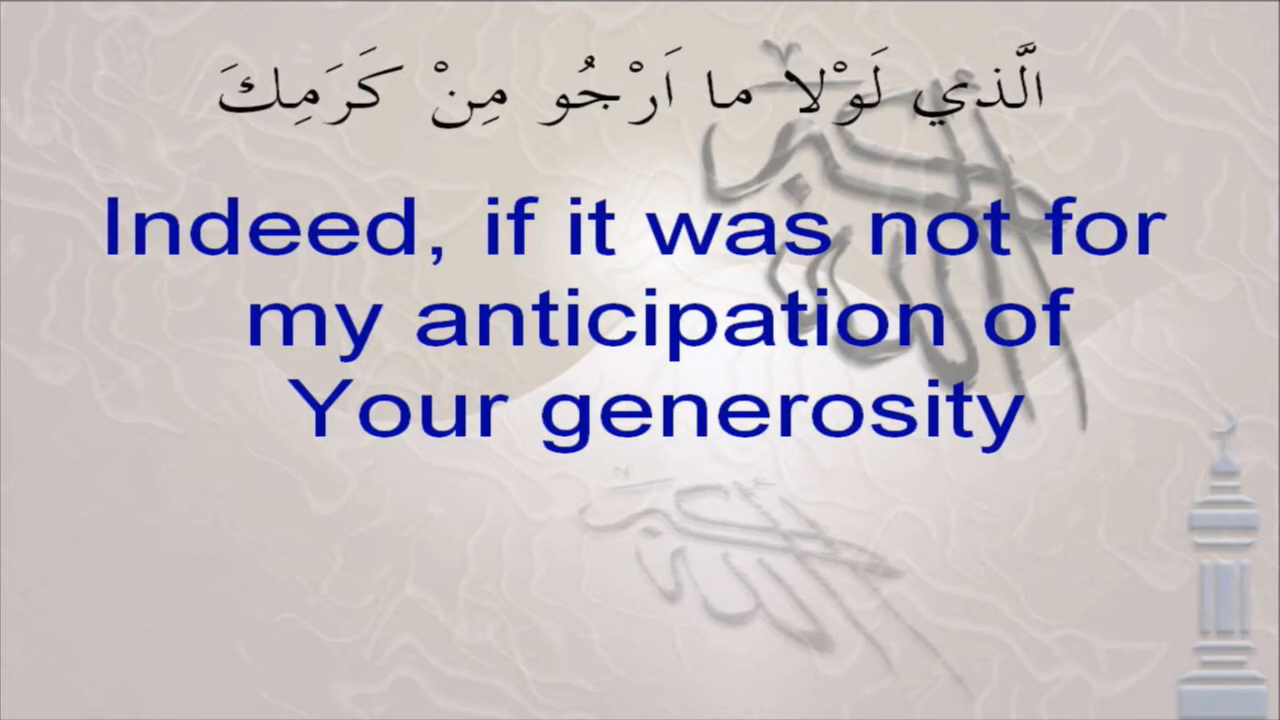 الَّذي لَوْلا ما اَرْجُو مِنْ كَرَمِكَ
Indeed, if it was not for
my anticipation of
Your generosity